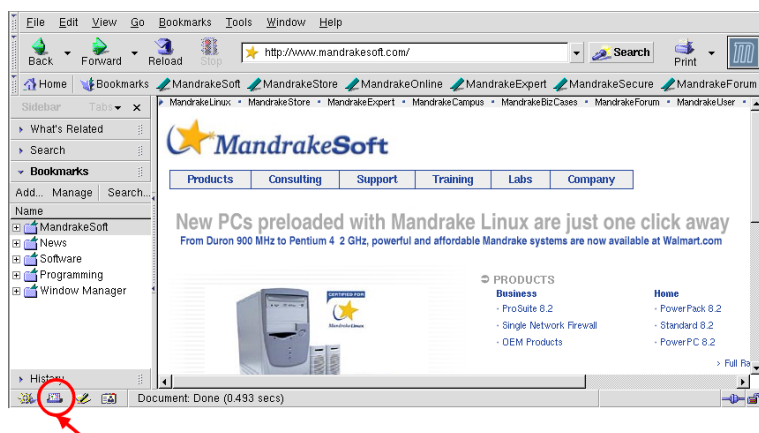 File Edit View Go Bookmarks Tools Window Help
Back Forward Reload Stop http://www.mandrakesoft.com/ Search Print
Home Bookmarks MandrakeSoft MandrakeStore MandrakeOnline MandrakeExpert MandrakeSecure MandrakeForum
Sidebar Tabs
MandrakeLinux • MandrakeStore • MandrakeExpert • MandrakeCampus • MandrakeBizCases • MandrakeForum • MandrakeUser •
What's Related
Search
Bookmarks
Add... Manage Search...
Name
MandrakeSoft
News
Software
Programming
Window Manager
History
MandrakeSoft
Products Consulting Support Training Labs Company
New PCs preloaded with Mandrake Linux are just one click away
From Duron 900 MHz to Pentium 4 2 GHz, powerful and affordable Mandrake systems are now available at Walmart.com
CERTIFIED FOR
MandrakeLinux
PRODUCTS
Business
· ProSuite 8.2
· Single Network Firewall
· OEM Products
Home
· PowerPack 8.2
· Standard 8.2
· PowerPC 8.2
> Full Ra
Document: Done (0.493 secs)